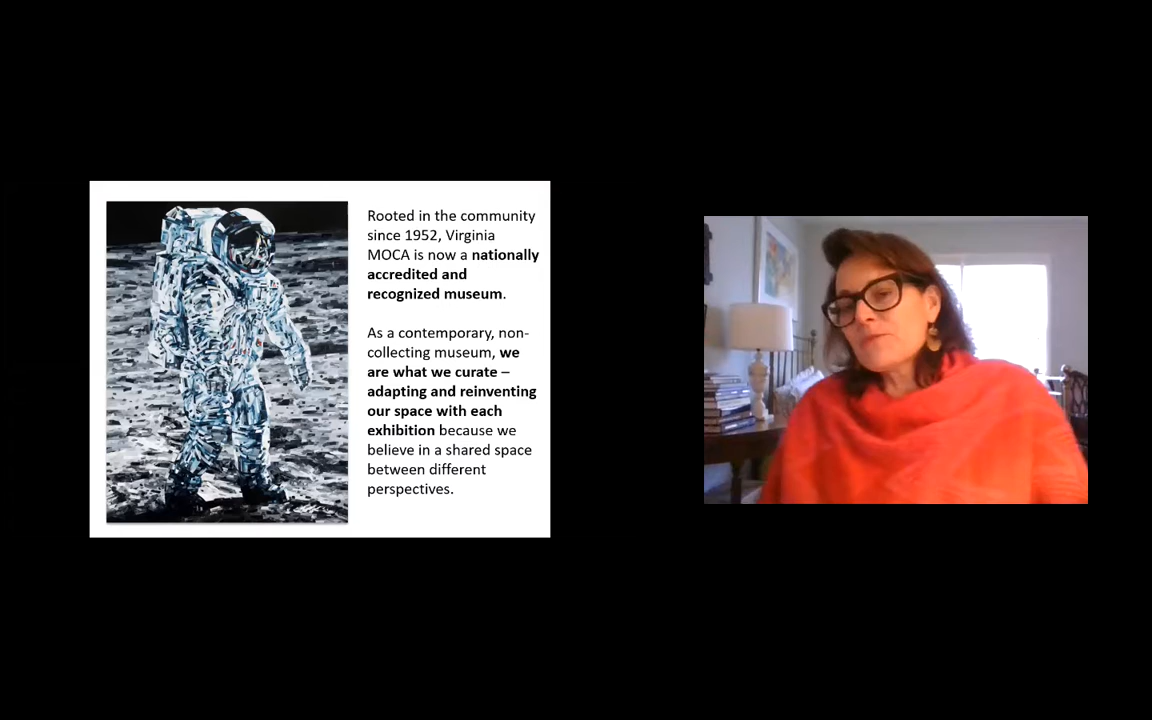 Rooted in the community
since 1952, Virginia
MOCA is now a nationally
accredited and
recognized museum.
As a contemporary, non-
collecting museum, we
are what we curate –
adapting and reinventing
our space with each
exhibition because we
believe in a shared space
between different
perspectives.